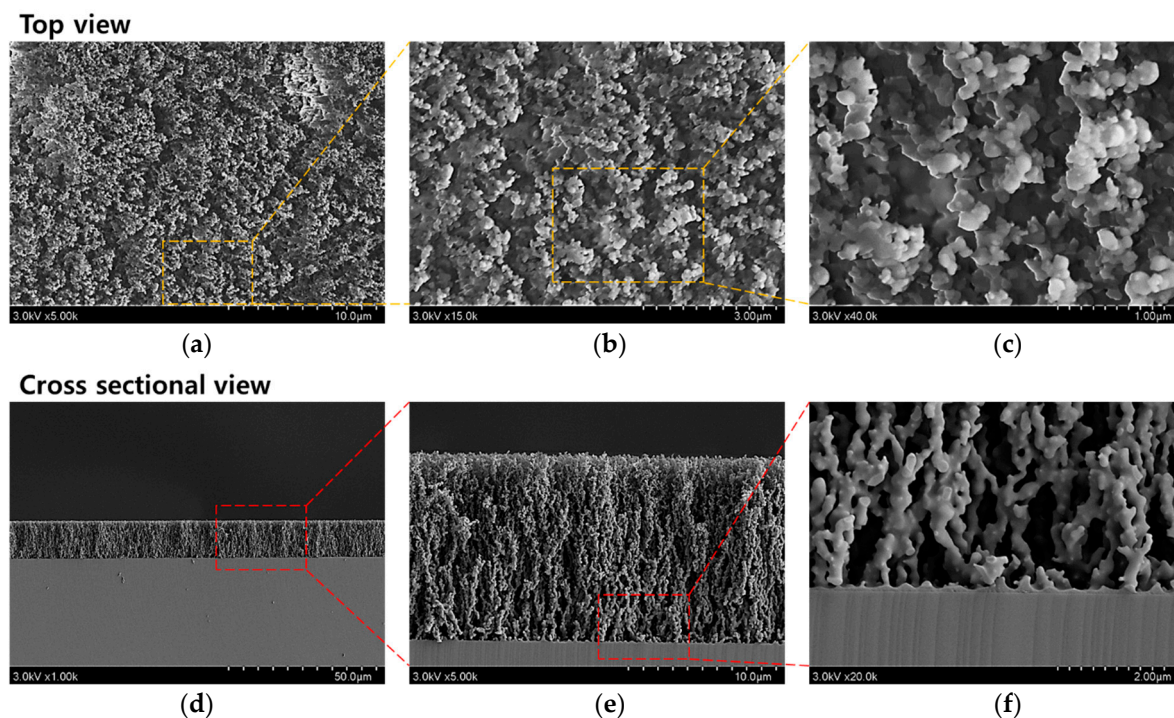 Top view
3.0kV x5.00k 10.0µm
3.0kV x15.0k 3.00µm
3.0kV x40.0k 1.00µm
(a)
(b)
(c)
Cross sectional view
3.0kV x1.00k 50.0µm
3.0kV x5.00k 10.0µm
3.0kV x20.0k 2.00µm
(d)
(e)
(f)